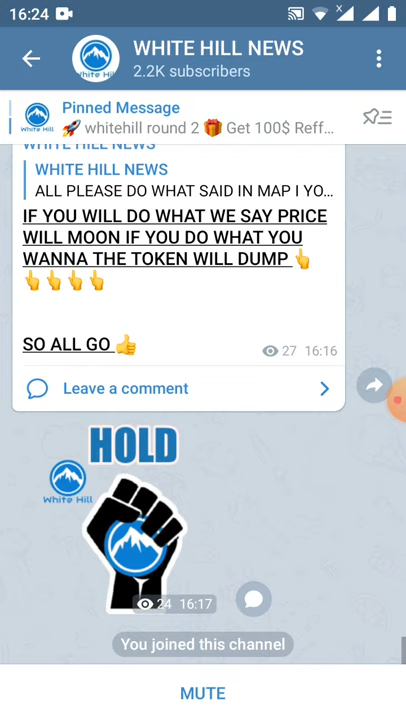 16:24
WHITE HILL NEWS
2.2K subscribers
Pinned Message
🚀 whitehill round 2 🎁 Get 100$ Reff...
WHITE HILL NEWS
WHITE HILL NEWS
ALL PLEASE DO WHAT SAID IN MAP I YO...
IF YOU WILL DO WHAT WE SAY PRICE
WILL MOON IF YOU DO WHAT YOU
WANNA THE TOKEN WILL DUMP 👆
👆👆👆👆
SO ALL GO 👍
27 16:16
Leave a comment
HOLD
White Hill
24 16:17
You joined this channel
MUTE